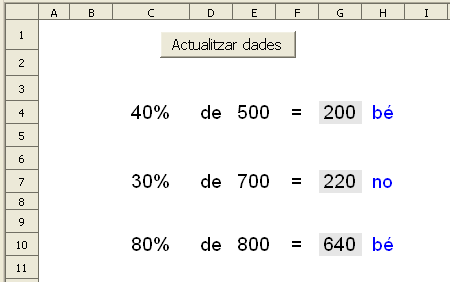 A B C D E F G H I
1
Actualitzar dades
2
3
4 40% de 500 = 200 bé
5
6
7 30% de 700 = 220 no
8
9
10 80% de 800 = 640 bé
11